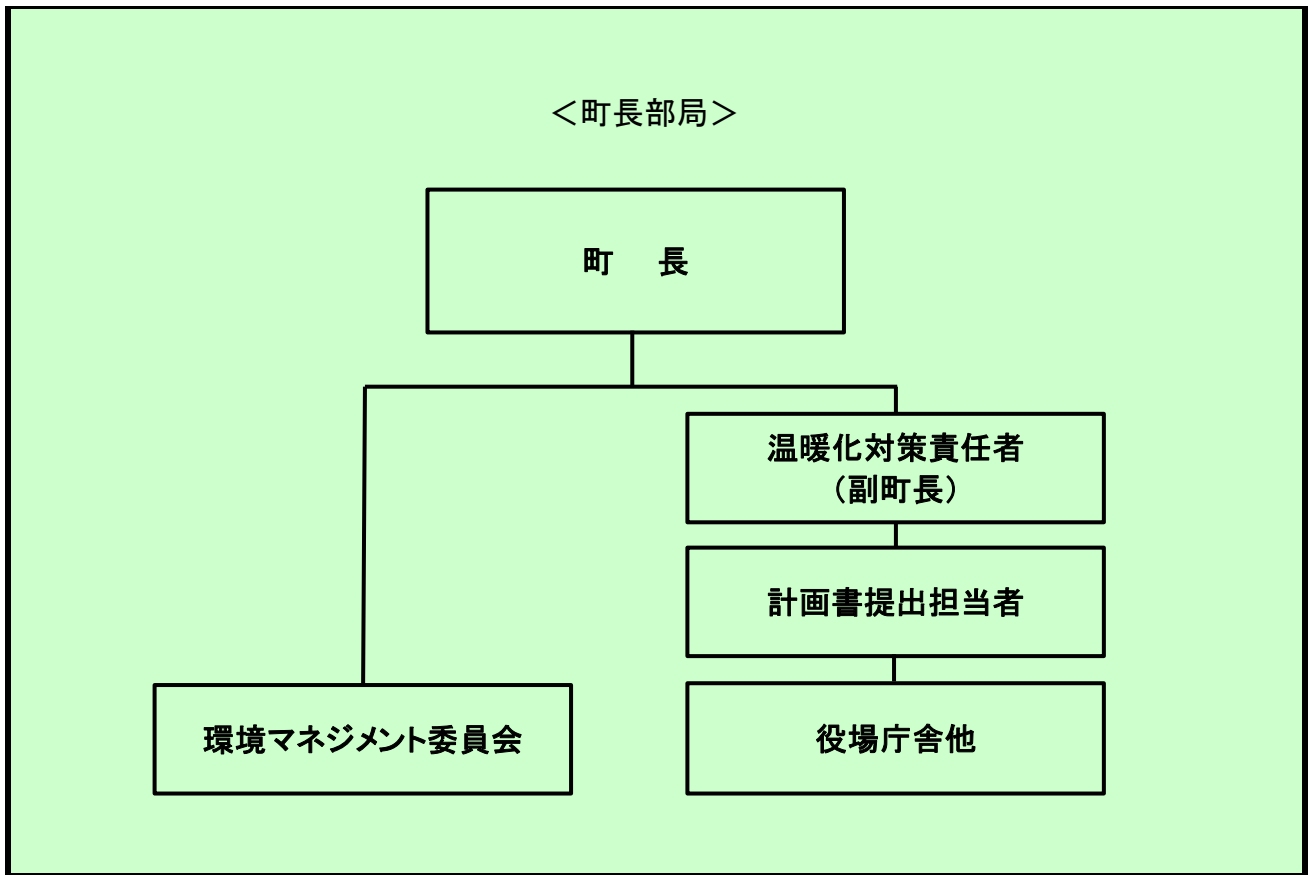 ＜町長部局＞
町　長
温暖化対策責任者
（副町長）
計画書提出担当者
環境マネジメント委員会
役場庁舎他